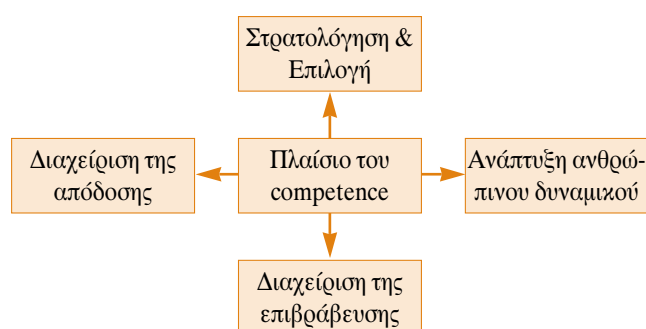 Στρατολόγηση &
Επιλογή
Διαχείριση της
απόδοσης
Πλαίσιο του
competence
Ανάπτυξη ανθρώ-
πινου δυναμικού
Διαχείριση της
επιβράβευσης